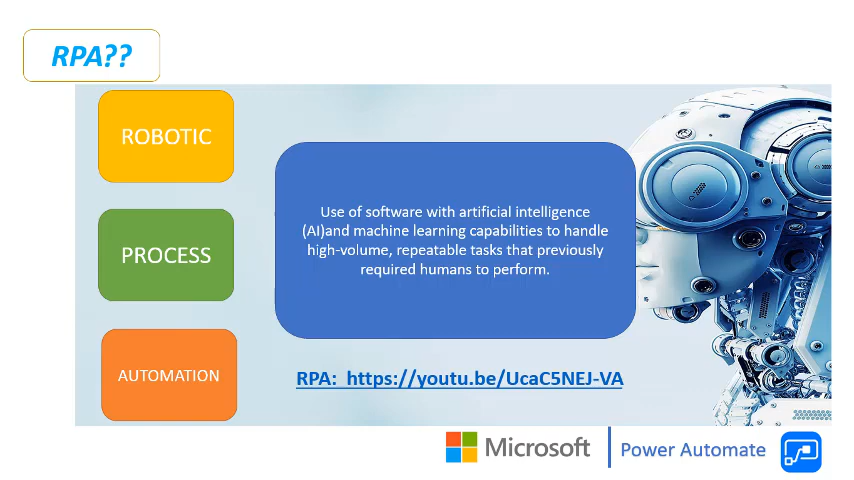 RPA??
ROBOTIC
PROCESS
AUTOMATION
Use of software with artificial intelligence
(AI)and machine learning capabilities to handle
high-volume, repeatable tasks that previously
required humans to perform.
RPA:  https://youtu.be/UcaC5NEJ-VA
Microsoft
Power Automate